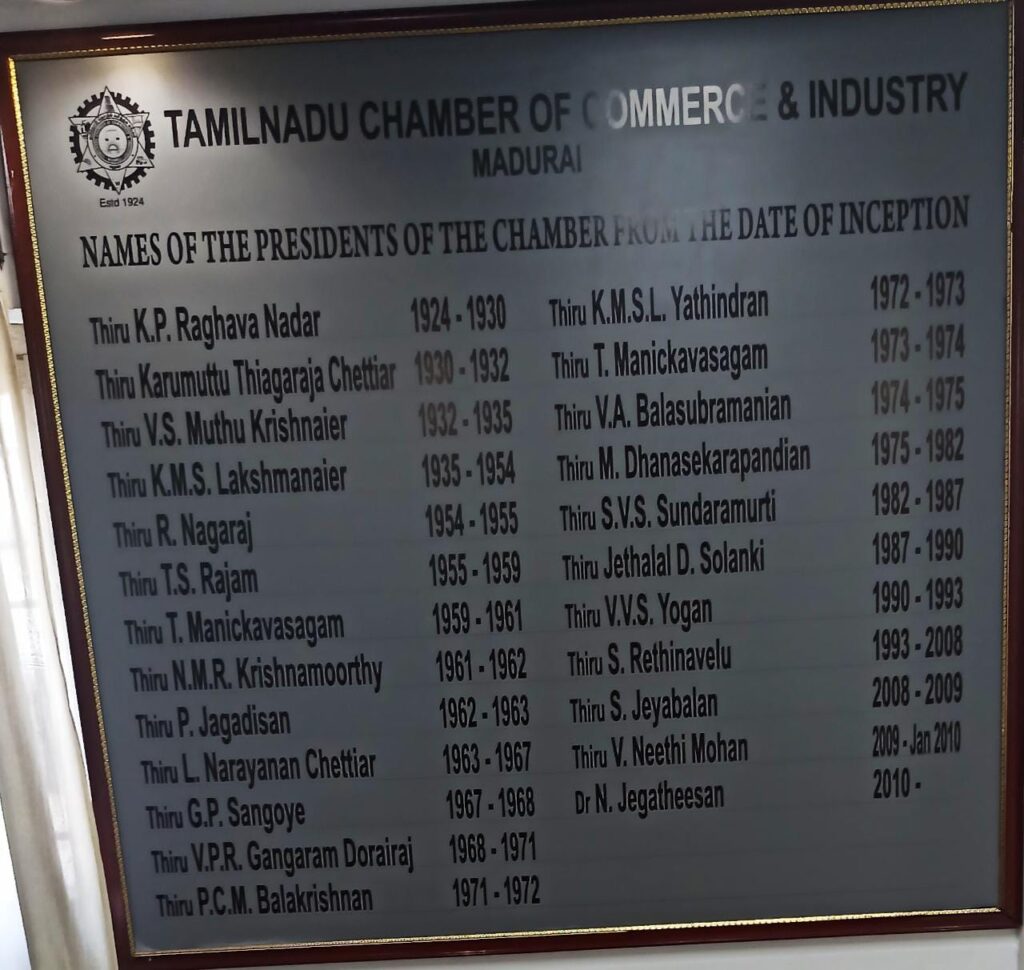 TAMILNADU CHAMBER OF COMMERCE & INDUSTRY
MADURAI
Estd 1924
NAMES OF THE PRESIDENTS OF THE CHAMBER FROM THE DATE OF INCEPTION
Thiru K.P. Raghava Nadar 1924 - 1930
Thiru Karumuttu Thiagaraja Chettiar 1930 - 1932
Thiru V.S. Muthu Krishnaier 1932 - 1935
Thiru K.M.S. Lakshmanaier 1935 - 1954
Thiru R. Nagaraj 1954 - 1955
Thiru T.S. Rajam 1955 - 1959
Thiru T. Manickavasagam 1959 - 1961
Thiru N.M.R. Krishnamoorthy 1961 - 1962
Thiru P. Jagadisan 1962 - 1963
Thiru L. Narayanan Chettiar 1963 - 1967
Thiru G.P. Sangoye 1967 - 1968
Thiru V.P.R. Gangaram Dorairaj 1968 - 1971
Thiru P.C.M. Balakrishnan 1971 - 1972
Thiru K.M.S.L. Yathindran 1972 - 1973
Thiru T. Manickavasagam 1973 - 1974
Thiru V.A. Balasubramanian 1974 - 1975
Thiru M. Dhanasekarapandian 1975 - 1982
Thiru S.V.S. Sundaramurti 1982 - 1987
Thiru Jethalal D. Solanki 1987 - 1990
Thiru V.V.S. Yogan 1990 - 1993
Thiru S. Rethinavelu 1993 - 2008
Thiru S. Jeyabalan 2008 - 2009
Thiru V. Neethi Mohan 2009 - Jan 2010
Dr N. Jegatheesan 2010 -